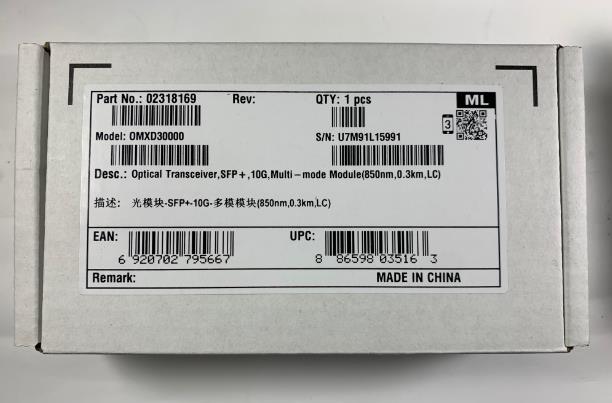 Part No.: 02318169 Rev: QTY: 1 pcs ML
Model: OMXD30000 S/N: U7M91L15991 3
Desc.: Optical Transceiver,SFP+,10G,Multi-mode Module(850nm,0.3km,LC)
描述: 光模块-SFP+-10G-多模模块(850nm,0.3km,LC)
EAN: UPC:
6 920702 795667 8 86598 03516 3
Remark: MADE IN CHINA